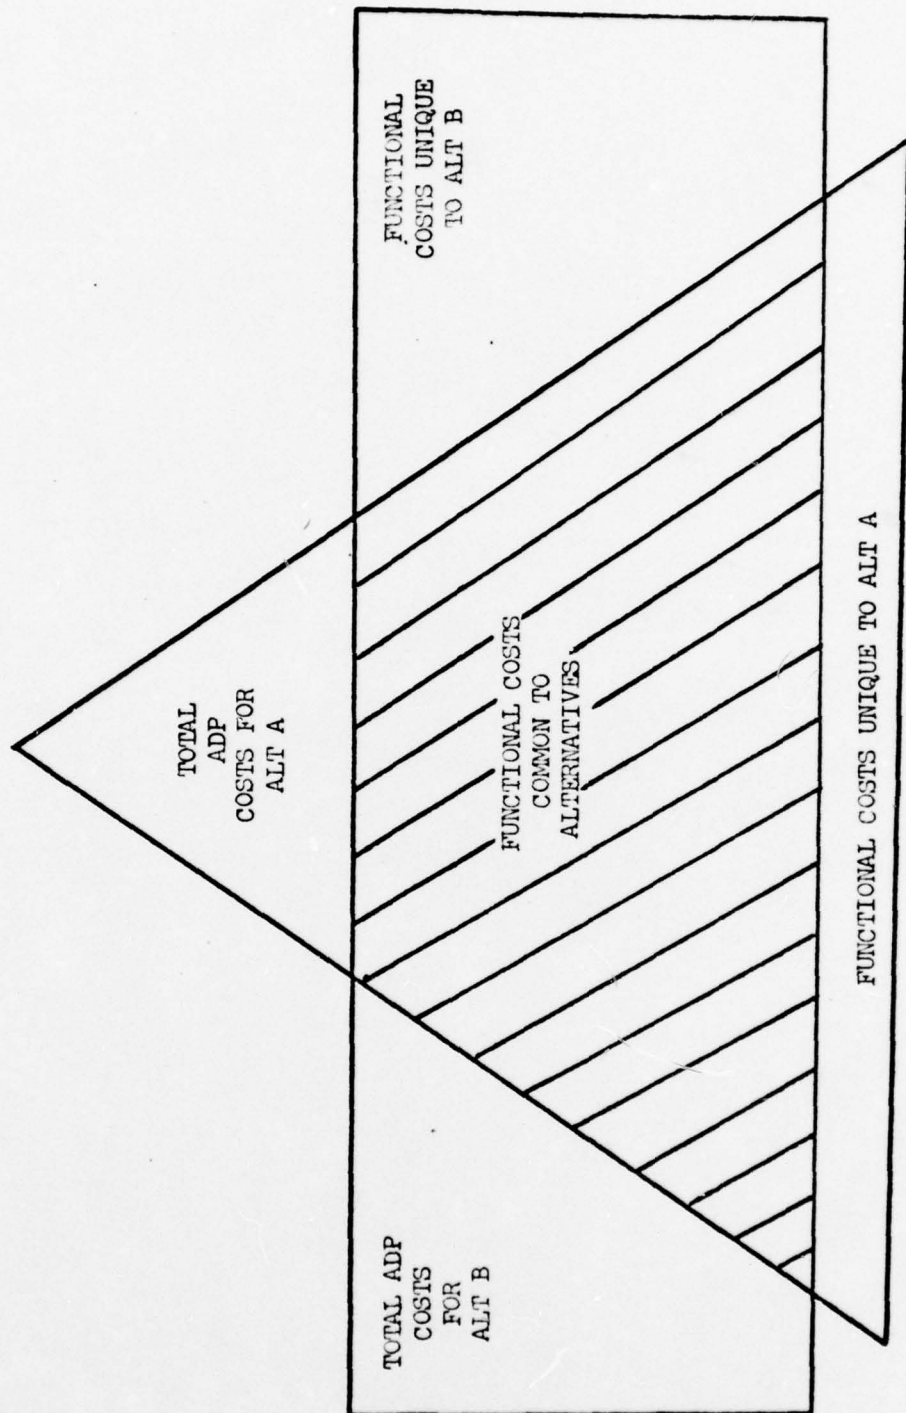 TOTAL
ADP
COSTS FOR
ALT A
TOTAL ADP
COSTS
FOR
ALT B
FUNCTIONAL COSTS
COMMON TO
ALTERNATIVES
FUNCTIONAL
COSTS UNIQUE
TO ALT B
FUNCTIONAL COSTS UNIQUE TO ALT A